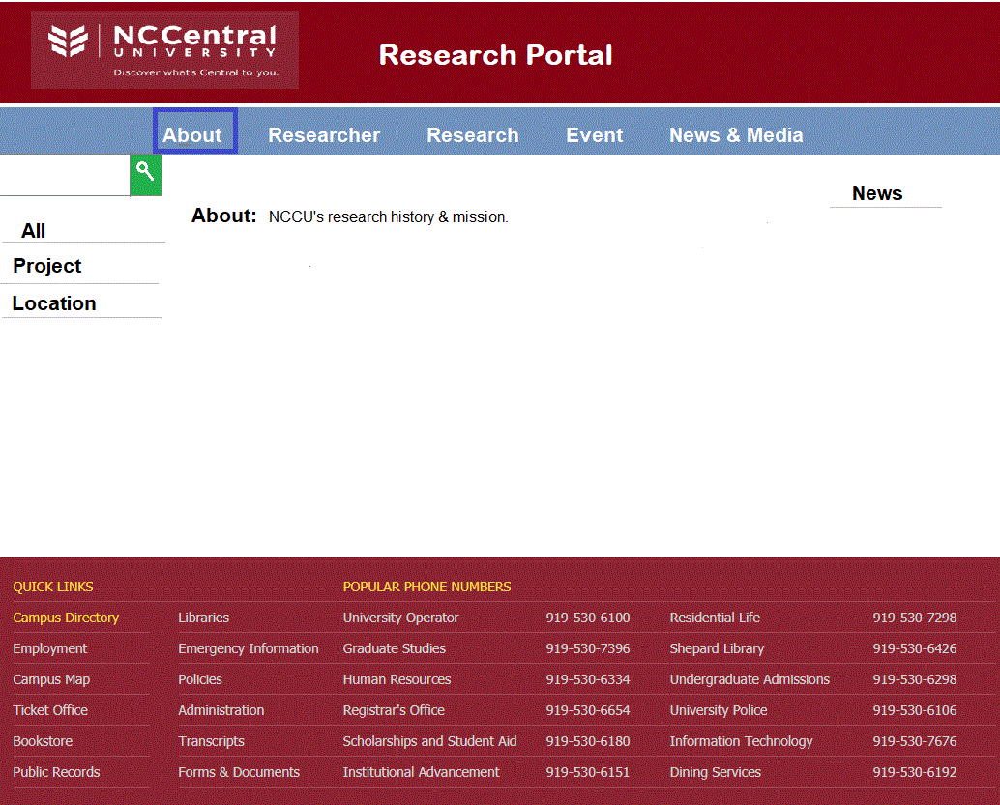 NCCentral
UNIVERSITY
Discover what's Central to you.
Research Portal
About Researcher Research Event News & Media
News
About: NCCU's research history & mission.
All
Project
Location
QUICK LINKS POPULAR PHONE NUMBERS
Campus Directory Libraries University Operator 919-530-6100 Residential Life 919-530-7298
Employment Emergency Information Graduate Studies 919-530-7396 Shepard Library 919-530-6426
Campus Map Policies Human Resources 919-530-6334 Undergraduate Admissions 919-530-6298
Ticket Office Administration Registrar's Office 919-530-6654 University Police 919-530-6106
Bookstore Transcripts Scholarships and Student Aid 919-530-6180 Information Technology 919-530-7676
Public Records Forms & Documents Institutional Advancement 919-530-6151 Dining Services 919-530-6192